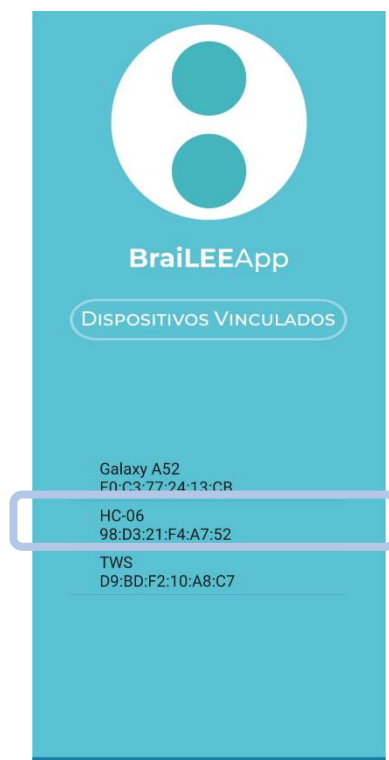 BraiLEEApp
Dispositivos Vinculados
Galaxy A52
F0:C3:77:24:13:CB
HC-06
98:D3:21:F4:A7:52
TWS
D9:BD:F2:10:A8:C7